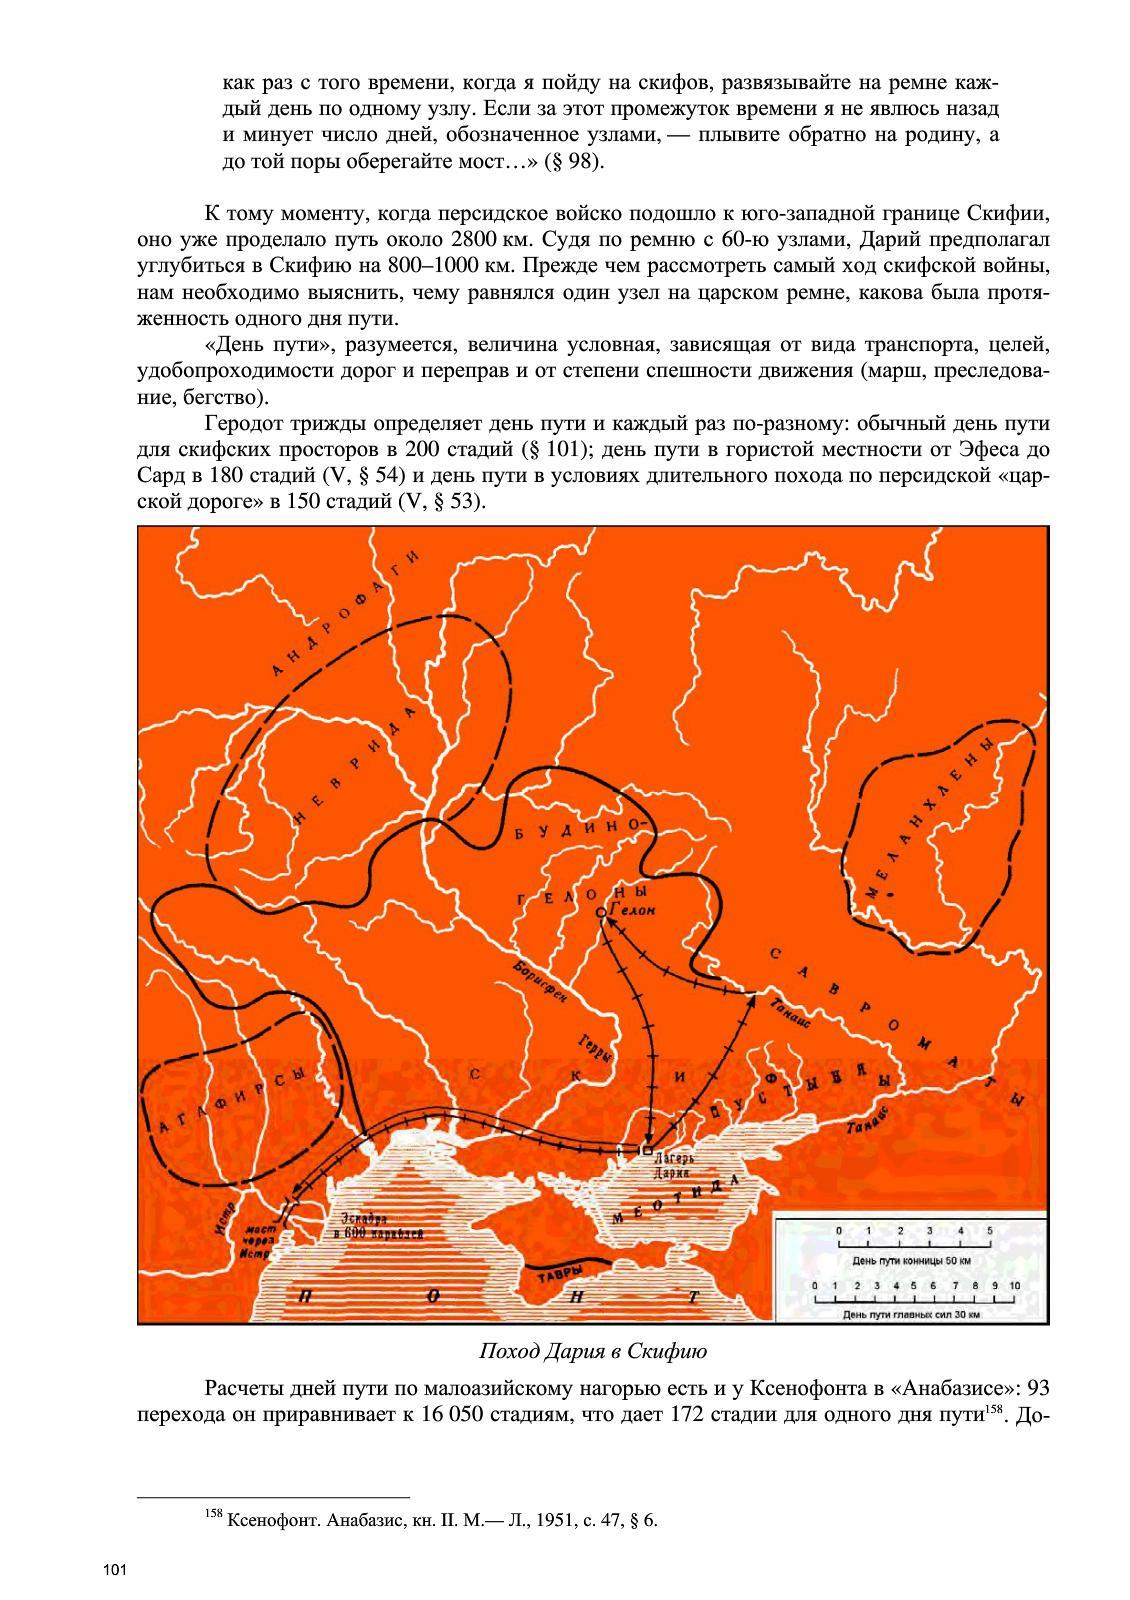 как раз с того времени, когда я пойду на скифов, развязывайте на ремне каж-
дый день по одному узлу. Если за этот промежуток времени я не явлюсь назад
и минует число дней, обозначенное узлами, — плывите обратно на родину, а
до той поры оберегайте мост…» (§ 98).
К тому моменту, когда персидское войско подошло к юго-западной границе Скифии,
оно уже проделало путь около 2800 км. Судя по ремню с 60-ю узлами, Дарий предполагал
углубиться в Скифию на 800–1000 км. Прежде чем рассмотреть самый ход скифской войны,
нам необходимо выяснить, чему равнялся один узел на царском ремне, какова была протя-
женность одного дня пути.
«День пути», разумеется, величина условная, зависящая от вида транспорта, целей,
удобопроходимости дорог и переправ и от степени спешности движения (марш, преследова-
ние, бегство).
Геродот трижды определяет день пути и каждый раз по-разному: обычный день пути
для скифских просторов в 200 стадий (§ 101); день пути в гористой местности от Эфеса до
Сард в 180 стадий (V, § 54) и день пути в условиях длительного похода по персидской «цар-
ской дороге» в 150 стадий (V, § 53).
АНДРОФАГИ
НЕВРИДА
МЕЛАНХЛЕНЫ
БУДИНО-
ГЕЛОНЫ
Гелон
САВРОМАТЫ
Борисфен
Танаис
Герры
СКИФЫ
ПУСТЫНЯ
АГАФИРСЫ
Танаис
Лагерь
Дария
МЕОТИДА
Истр
мост
через
Истр
Эскадра
в 600 кораблей
ТАВРЫ
ПОНТ
0 1 2 3 4 5
День пути конницы 50 км
0 1 2 3 4 5 6 7 8 9 10
День пути главных сил 30 км
Поход Дария в Скифию
Расчеты дней пути по малоазийскому нагорью есть и у Ксенофонта в «Анабазисе»: 93
перехода он приравнивает к 16 050 стадиям, что дает 172 стадии для одного дня пути158. До-
158 Ксенофонт. Анабазис, кн. II. М.— Л., 1951, с. 47, § 6.
101